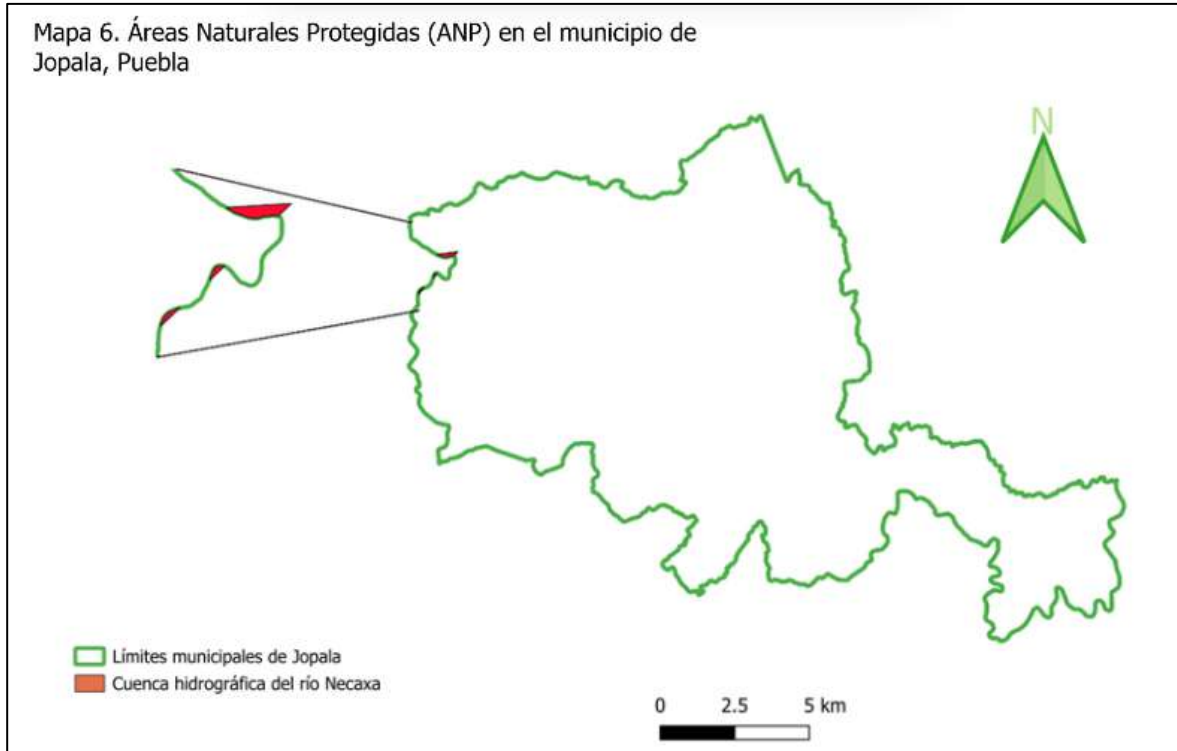 Mapa 6. Áreas Naturales Protegidas (ANP) en el municipio de
Jopala, Puebla
N
Límites municipales de Jopala
Cuenca hidrográfica del río Necaxa
0 2.5 5 km